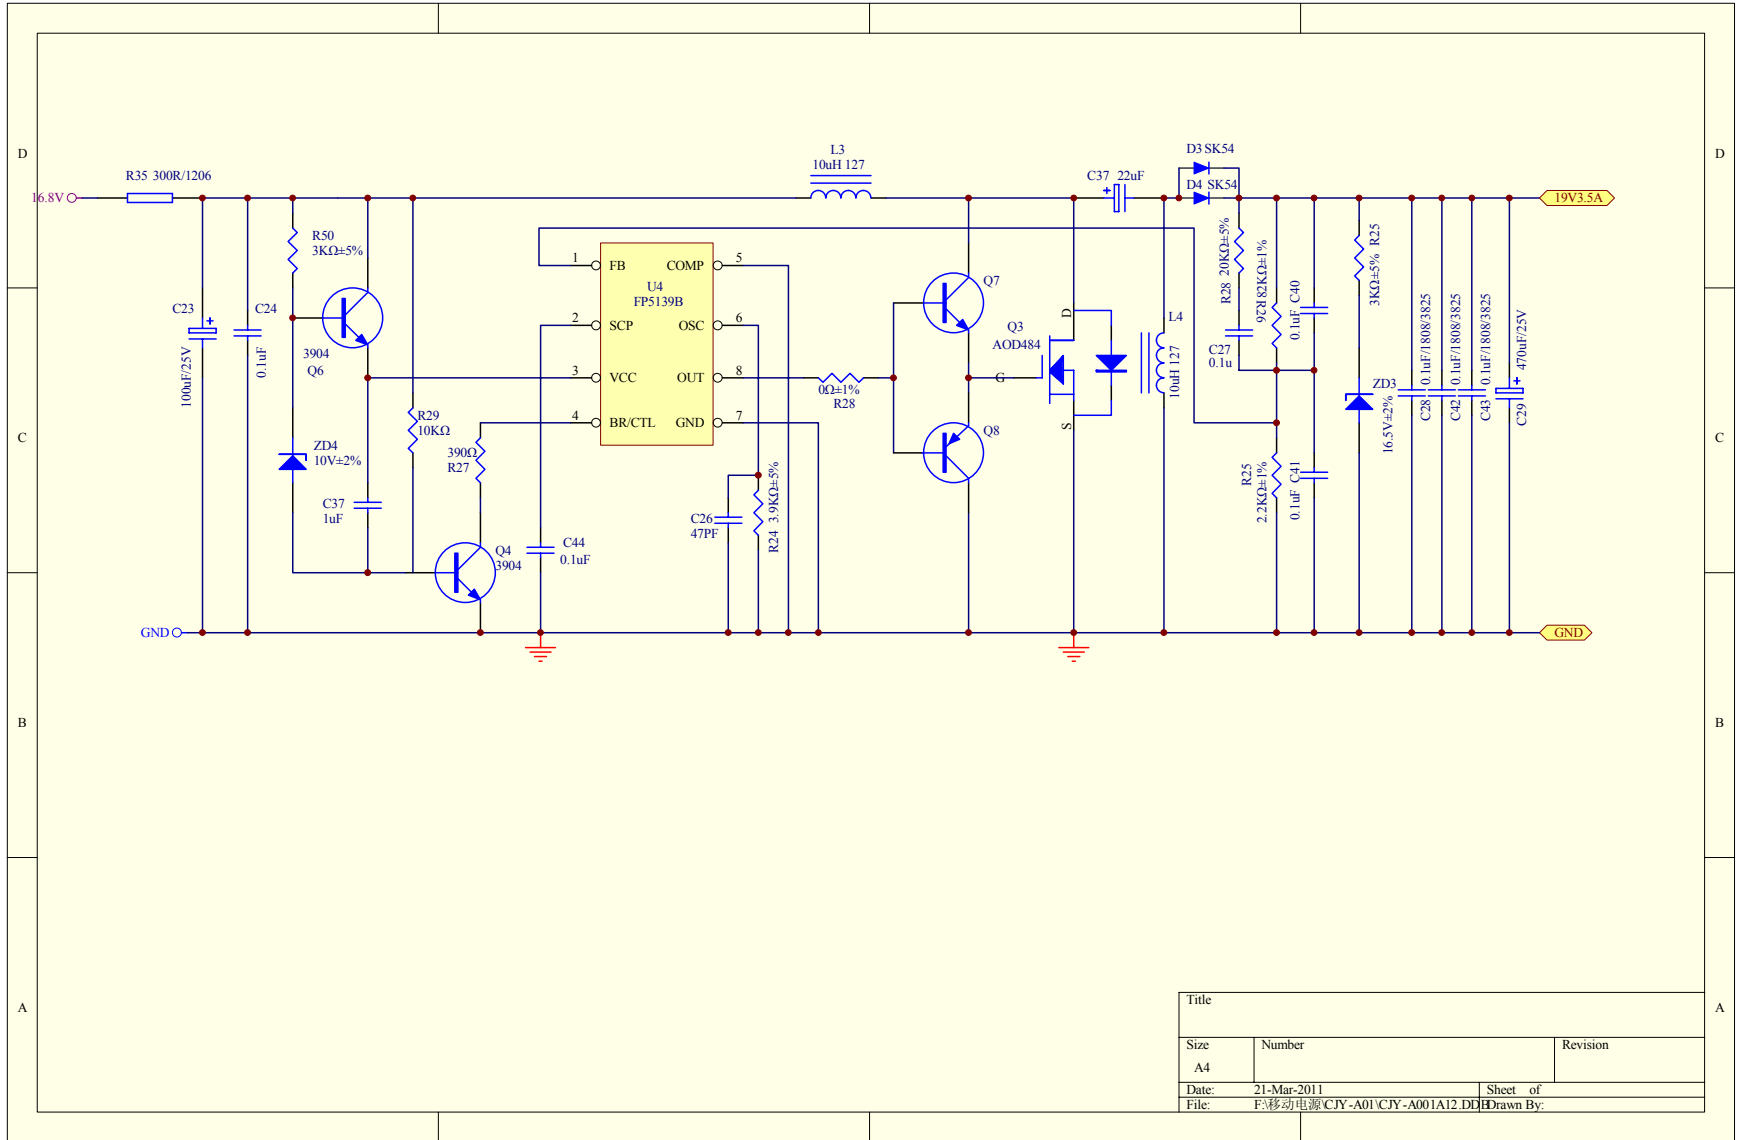 D
D
C
C
B
B
A
A
16.8V
R35 300R/1206
L3
10uH 127
C37 22uF
D3 SK54
D4 SK54
19V3.5A
R50
3KΩ±5%
C23
100uF/25V
C24
0.1uF
3904
Q6
ZD4
10V±2%
C37
1uF
R29
10KΩ
390Ω
R27
Q4
3904
C44
0.1uF
1 FB
2 SCP
3 VCC
4 BR/CTL
U4
FP5139B
COMP 5
OSC 6
OUT 8
GND 7
C26
47PF
R24 3.9KΩ±5%
0Ω±1%
R28
Q7
Q8
Q3
AOD484
D
G
S
L4
10uH 127
R28 20KΩ±5%
C27
0.1u
R26 82KΩ±1%
0.1uF C40
R25
2.2KΩ±1%
0.1uF C41
3KΩ±5% R25
ZD3
16.5V±2%
C28 0.1uF/1808/3825
C42 0.1uF/1808/3825
C43 0.1uF/1808/3825
C29 470uF/25V
GND
GND
Title
Size
A4
Number
Revision
Date: 21-Mar-2011
Sheet of
File: F:\移动电源\CJY-A01\CJY-A001A12.DDB
Drawn By: